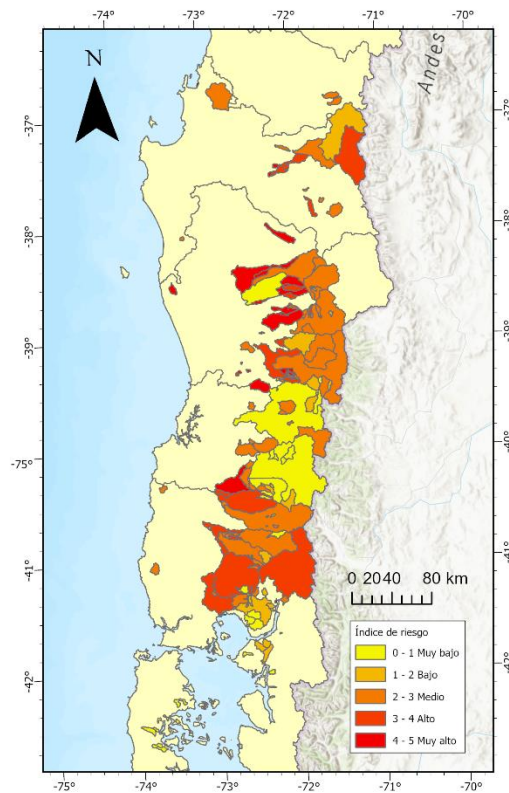 -74° -73° -72° -71° -70°
N
Andes
-37°
-37°
-38°
-38°
-39°
-39°
-40°
-75°
-41°
-41°
0 2040 80 km
Índice de riesgo
0 - 1 Muy bajo
1 - 2 Bajo
2 - 3 Medio
3 - 4 Alto
4 - 5 Muy alto
-42°
-42°
-75° -74° -73° -72° -71° -70°